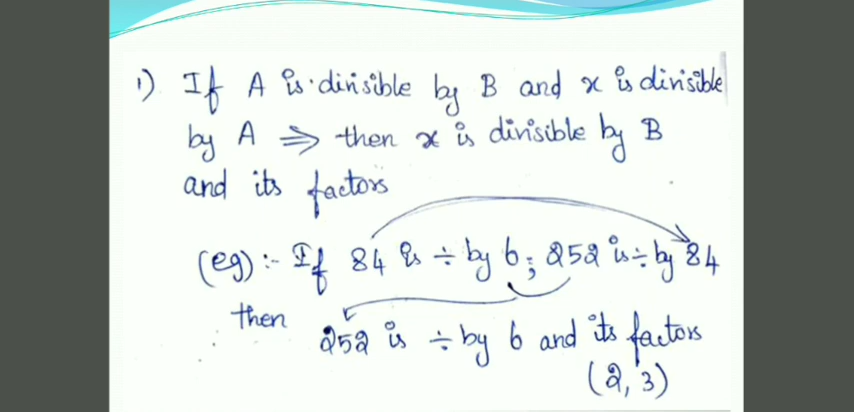 1) If A is divisible by B and x is divisible
by A ⇒ then x is divisible by B
and its factors
(eg) :- If 84 is ÷ by 6; 252 is ÷ by 84
then
252 is ÷ by 6 and its factors
(2, 3)